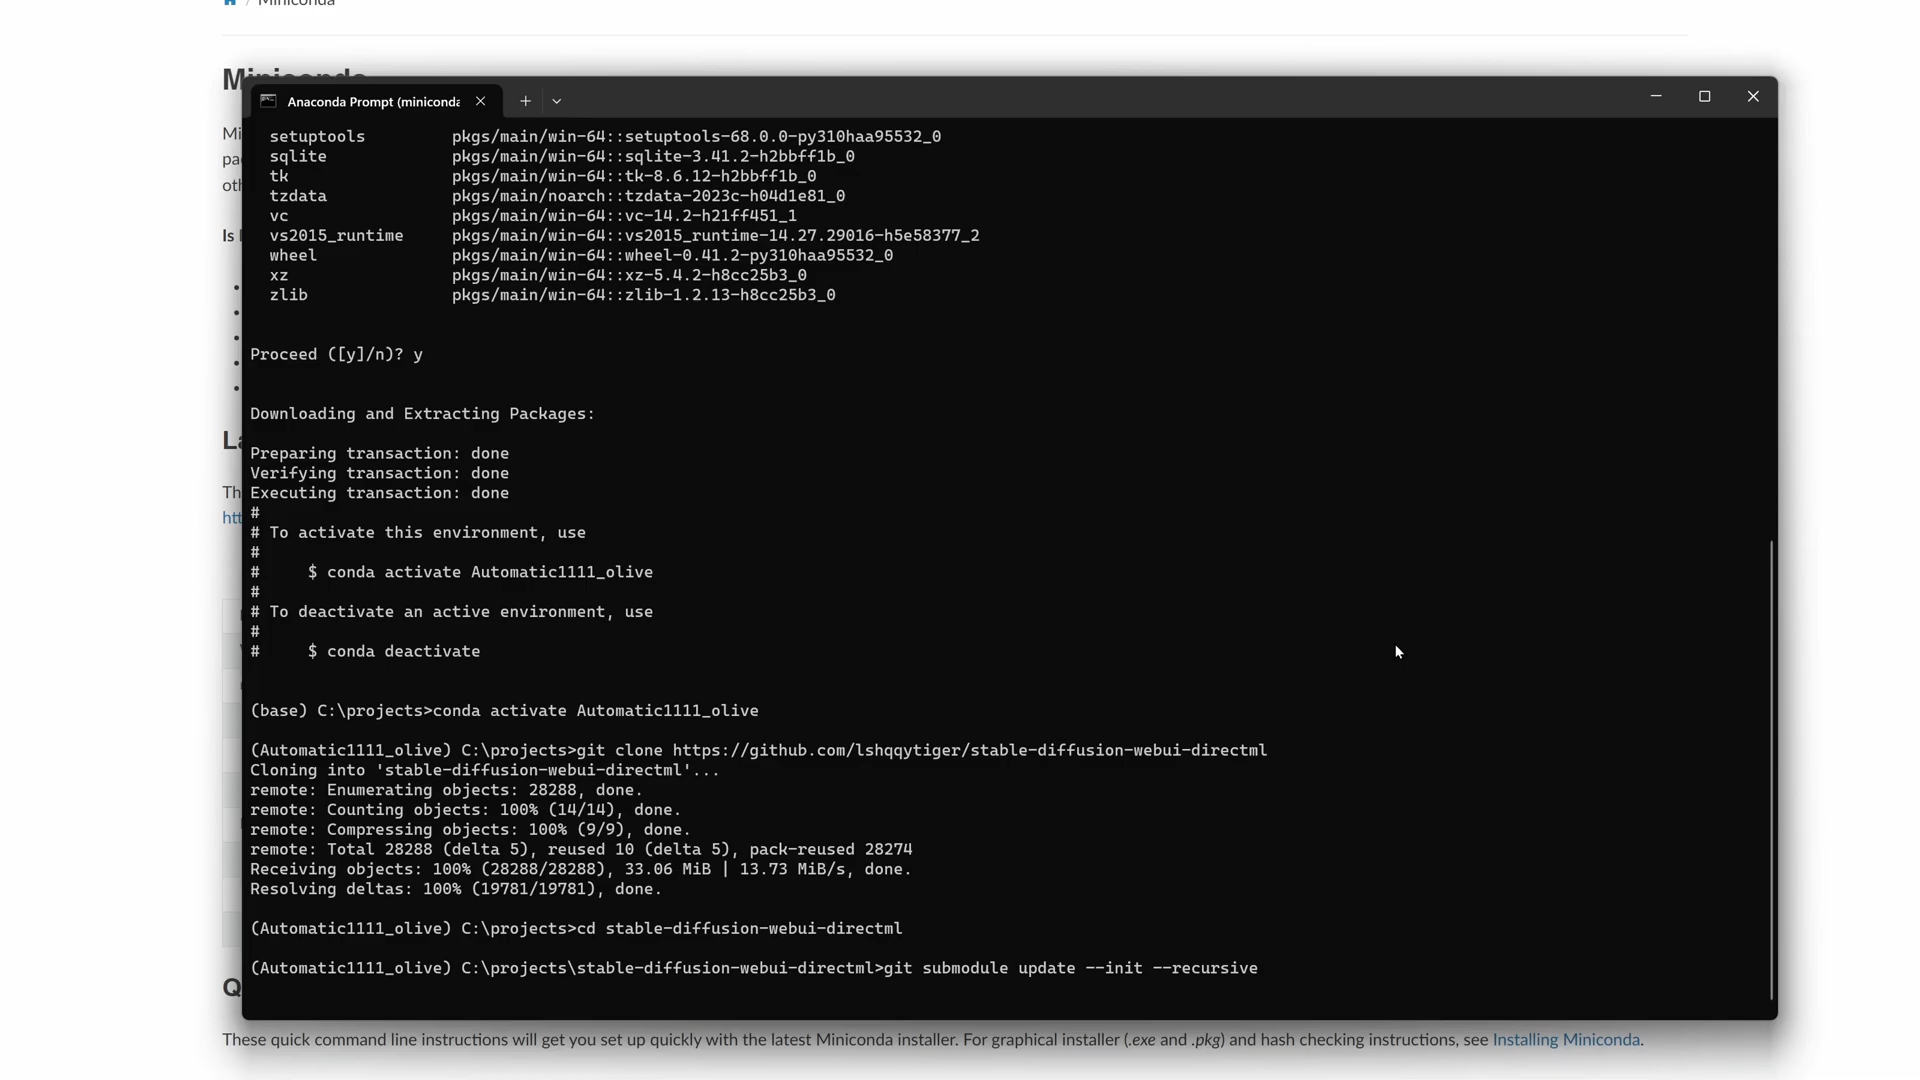 / Miniconda
Miniconda
Anaconda Prompt (minicond
setuptools pkgs/main/win-64::setuptools-68.0.0-py310haa95532_0
sqlite pkgs/main/win-64::sqlite-3.41.2-h2bbff1b_0
tk pkgs/main/win-64::tk-8.6.12-h2bbff1b_0
tzdata pkgs/main/noarch::tzdata-2023c-h04d1e81_0
vc pkgs/main/win-64::vc-14.2-h21ff451_1
vs2015_runtime pkgs/main/win-64::vs2015_runtime-14.27.29016-h5e58377_2
wheel pkgs/main/win-64::wheel-0.41.2-py310haa95532_0
xz pkgs/main/win-64::xz-5.4.2-h8cc25b3_0
zlib pkgs/main/win-64::zlib-1.2.13-h8cc25b3_0
Proceed ([y]/n)? y
Downloading and Extracting Packages:
Preparing transaction: done
Verifying transaction: done
Executing transaction: done
#
# To activate this environment, use
#
# $ conda activate Automatic1111_olive
#
# To deactivate an active environment, use
#
# $ conda deactivate
(base) C:\projects>conda activate Automatic1111_olive
(Automatic1111_olive) C:\projects>git clone https://github.com/lshqqytiger/stable-diffusion-webui-directml
Cloning into 'stable-diffusion-webui-directml'...
remote: Enumerating objects: 28288, done.
remote: Counting objects: 100% (14/14), done.
remote: Compressing objects: 100% (9/9), done.
remote: Total 28288 (delta 5), reused 10 (delta 5), pack-reused 28274
Receiving objects: 100% (28288/28288), 33.06 MiB | 13.73 MiB/s, done.
Resolving deltas: 100% (19781/19781), done.
(Automatic1111_olive) C:\projects>cd stable-diffusion-webui-directml
(Automatic1111_olive) C:\projects\stable-diffusion-webui-directml>git submodule update --init --recursive
These quick command line instructions will get you set up quickly with the latest Miniconda installer. For graphical installer (.exe and .pkg) and hash checking instructions, see Installing Miniconda.